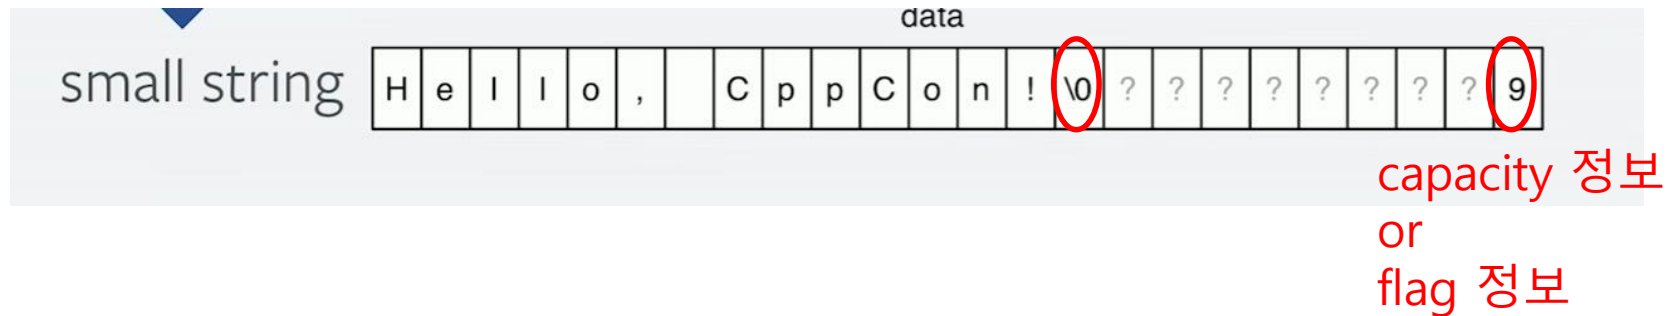 data
small string H e l l o ,   C p p C o n ! \0 ? ? ? ? ? ? ? ? 9
capacity 정보
or
flag 정보